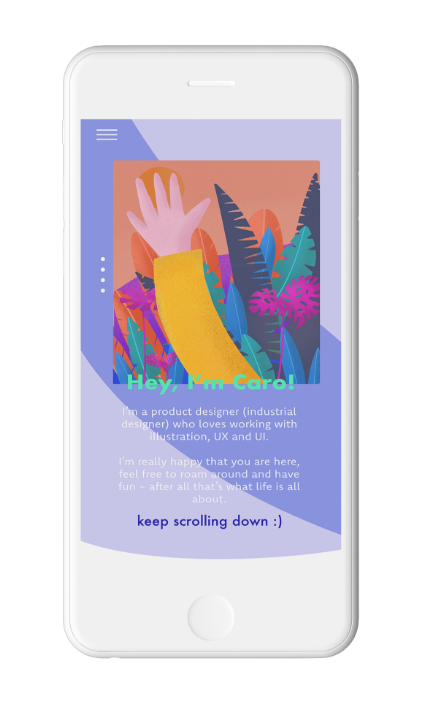 Hey, I'm Caro!
I'm a product designer (industrial
designer) who loves working with
illustration, UX and UI.
I'm really happy that you are here,
feel free to roam around and have
fun – after all that's what life is all
about.
keep scrolling down :)